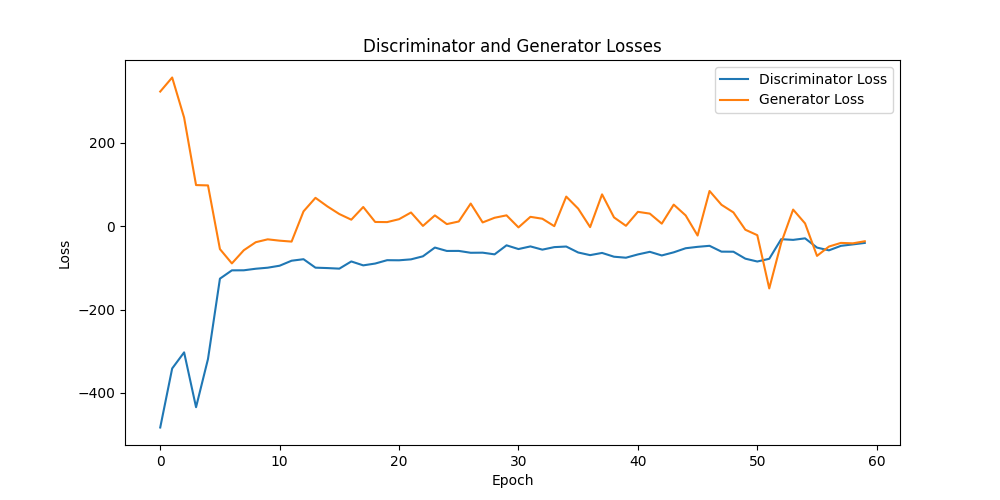 Discriminator and Generator Losses
Discriminator Loss
Generator Loss
200
0
−200
−400
Loss
0
10
20
30
40
50
60
Epoch